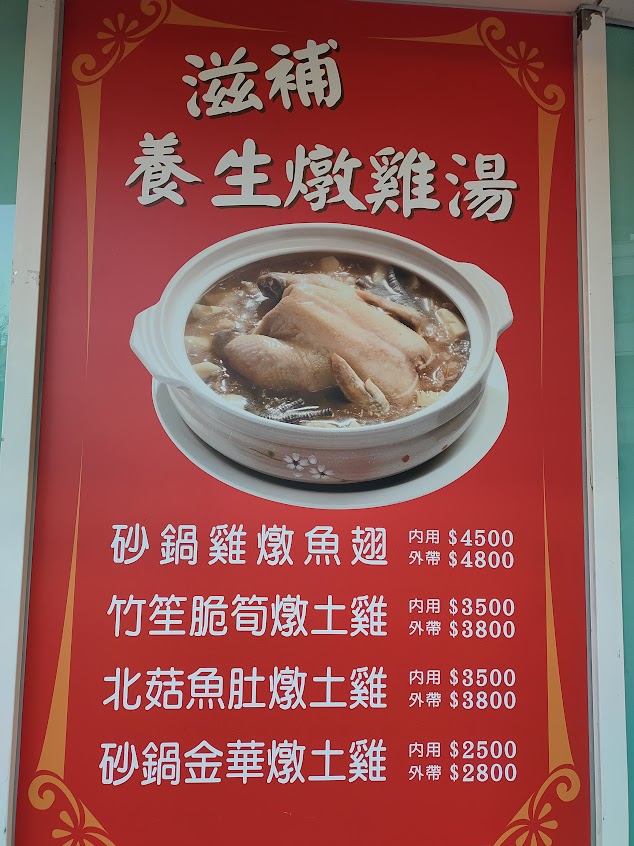 滋補
養生燉雞湯
砂鍋雞燉魚翅 內用 $4500
外帶 $4800
竹笙脆筍燉土雞 內用 $3500
外帶 $3800
北菇魚肚燉土雞 內用 $3500
外帶 $3800
砂鍋金華燉土雞 內用 $2500
外帶 $2800